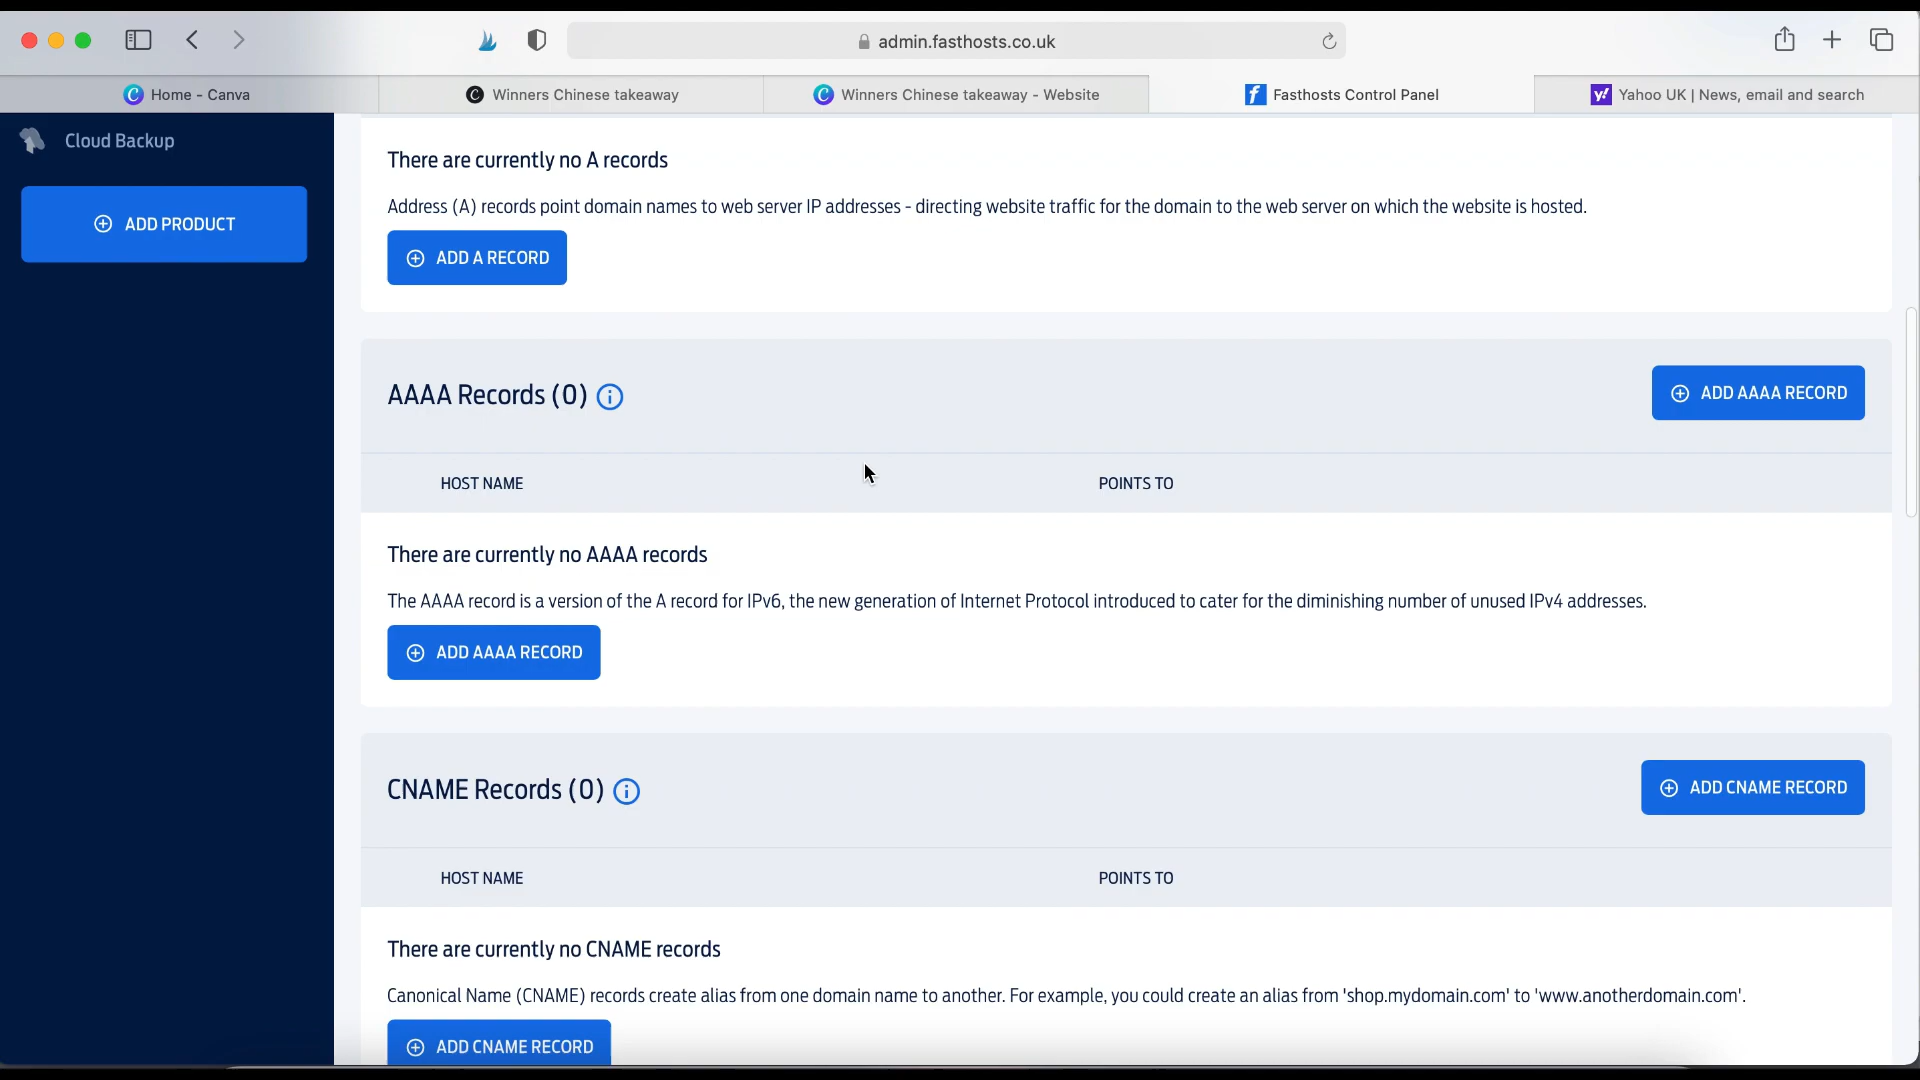 admin.fasthosts.co.uk
Home - Canva
Winners Chinese takeaway
Winners Chinese takeaway - Website
Fasthosts Control Panel
Yahoo UK | News, email and search
Cloud Backup
ADD PRODUCT
There are currently no A records
Address (A) records point domain names to web server IP addresses - directing website traffic for the domain to the web server on which the website is hosted.
ADD A RECORD
AAAA Records (0)
ADD AAAA RECORD
HOST NAME
POINTS TO
There are currently no AAAA records
The AAAA record is a version of the A record for IPv6, the new generation of Internet Protocol introduced to cater for the diminishing number of unused IPv4 addresses.
ADD AAAA RECORD
CNAME Records (0)
ADD CNAME RECORD
HOST NAME
POINTS TO
There are currently no CNAME records
Canonical Name (CNAME) records create alias from one domain name to another. For example, you could create an alias from 'shop.mydomain.com' to 'www.anotherdomain.com'.
ADD CNAME RECORD